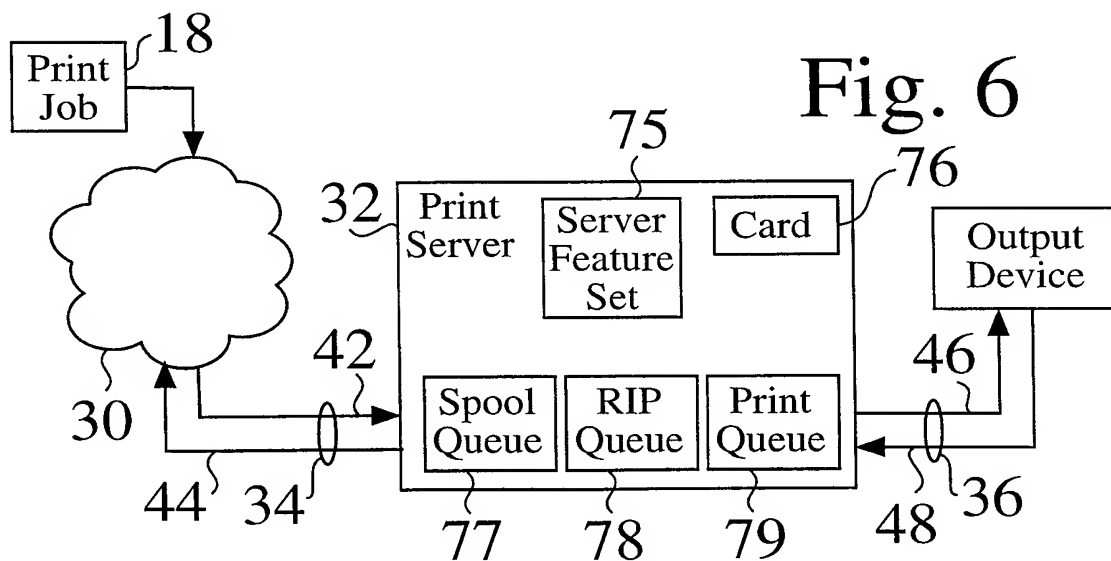 18
Print
Job
Fig. 6
75
76
32
Print
Server
Server
Feature
Set
Card
Output
Device
42
46
30
Spool
Queue
RIP
Queue
Print
Queue
44
34
77
78
79
48
36